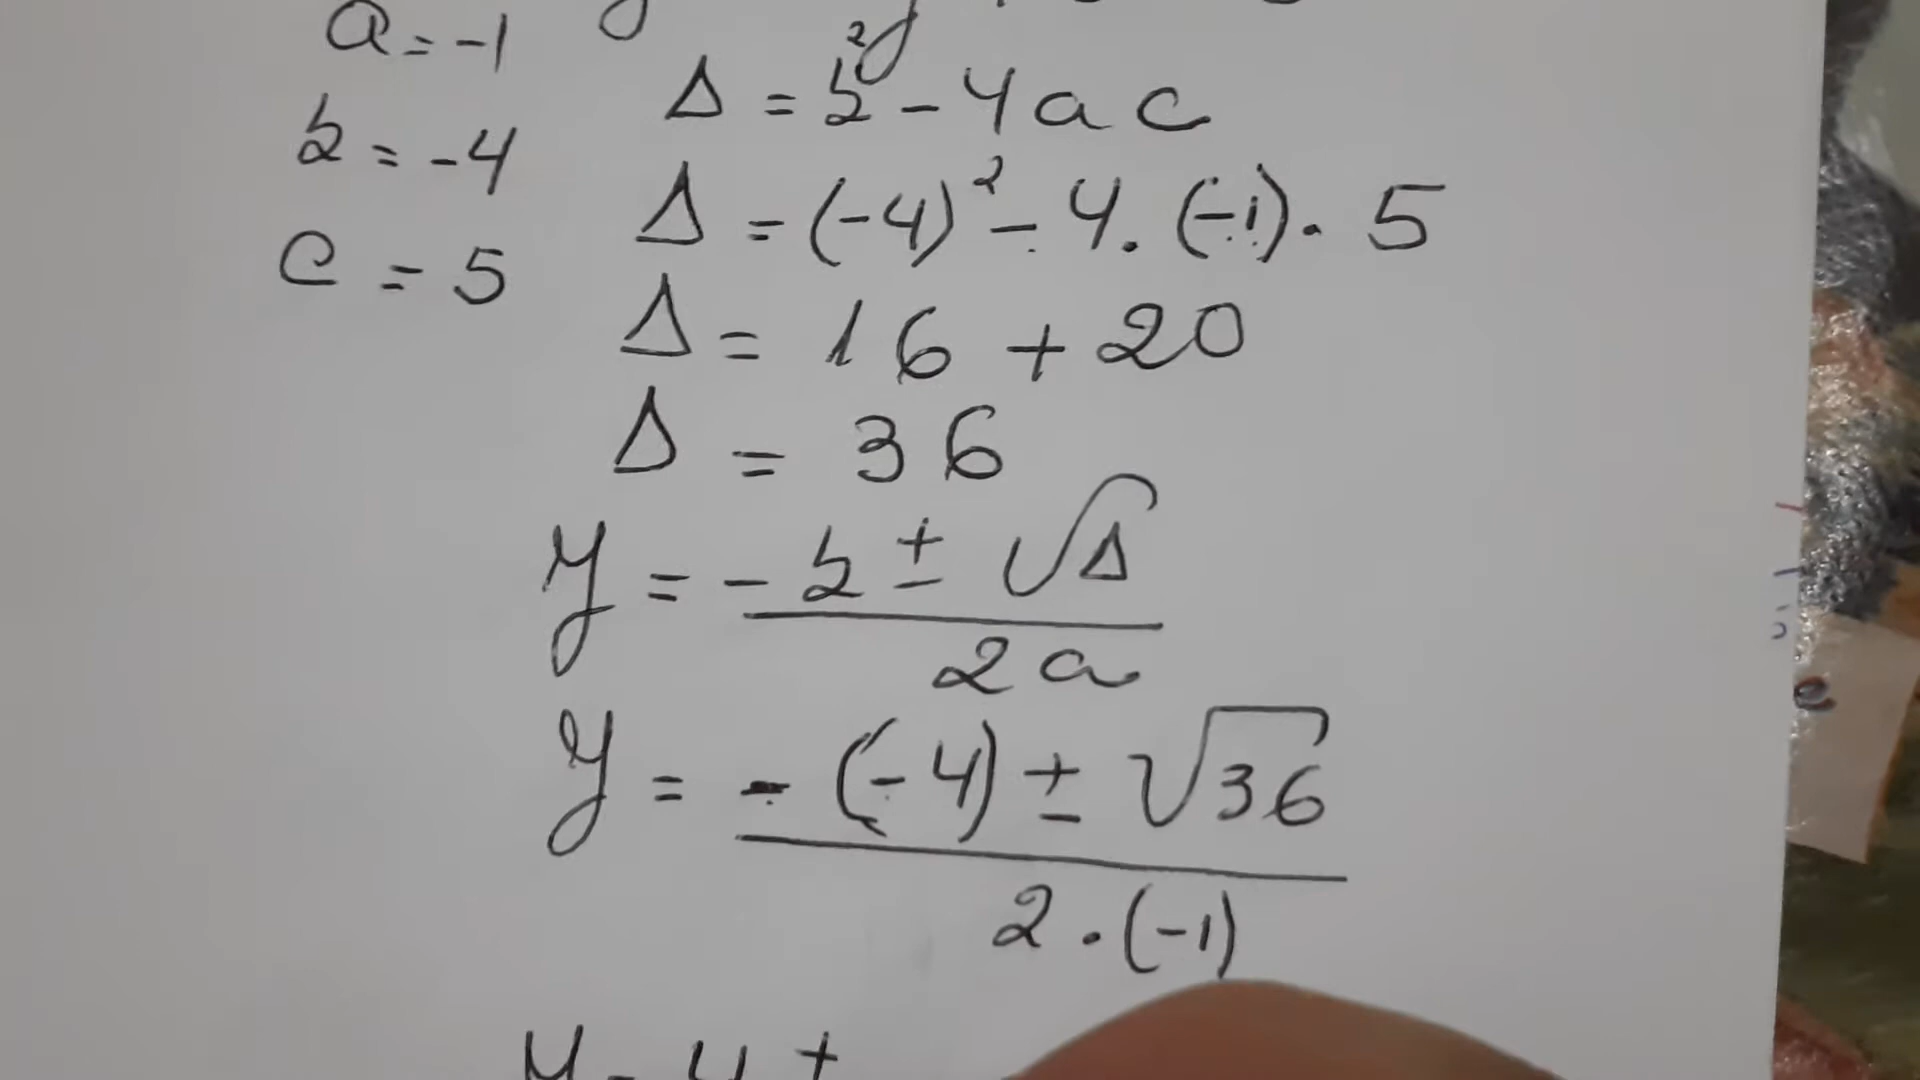 a = -1
b = -4
c = 5
Δ = b² - 4ac
Δ = (-4)² - 4 . (-1) . 5
Δ = 16 + 20
Δ = 36
y = (-b ± √Δ) / 2a
y = (-(-4) ± √36) / 2 . (-1)